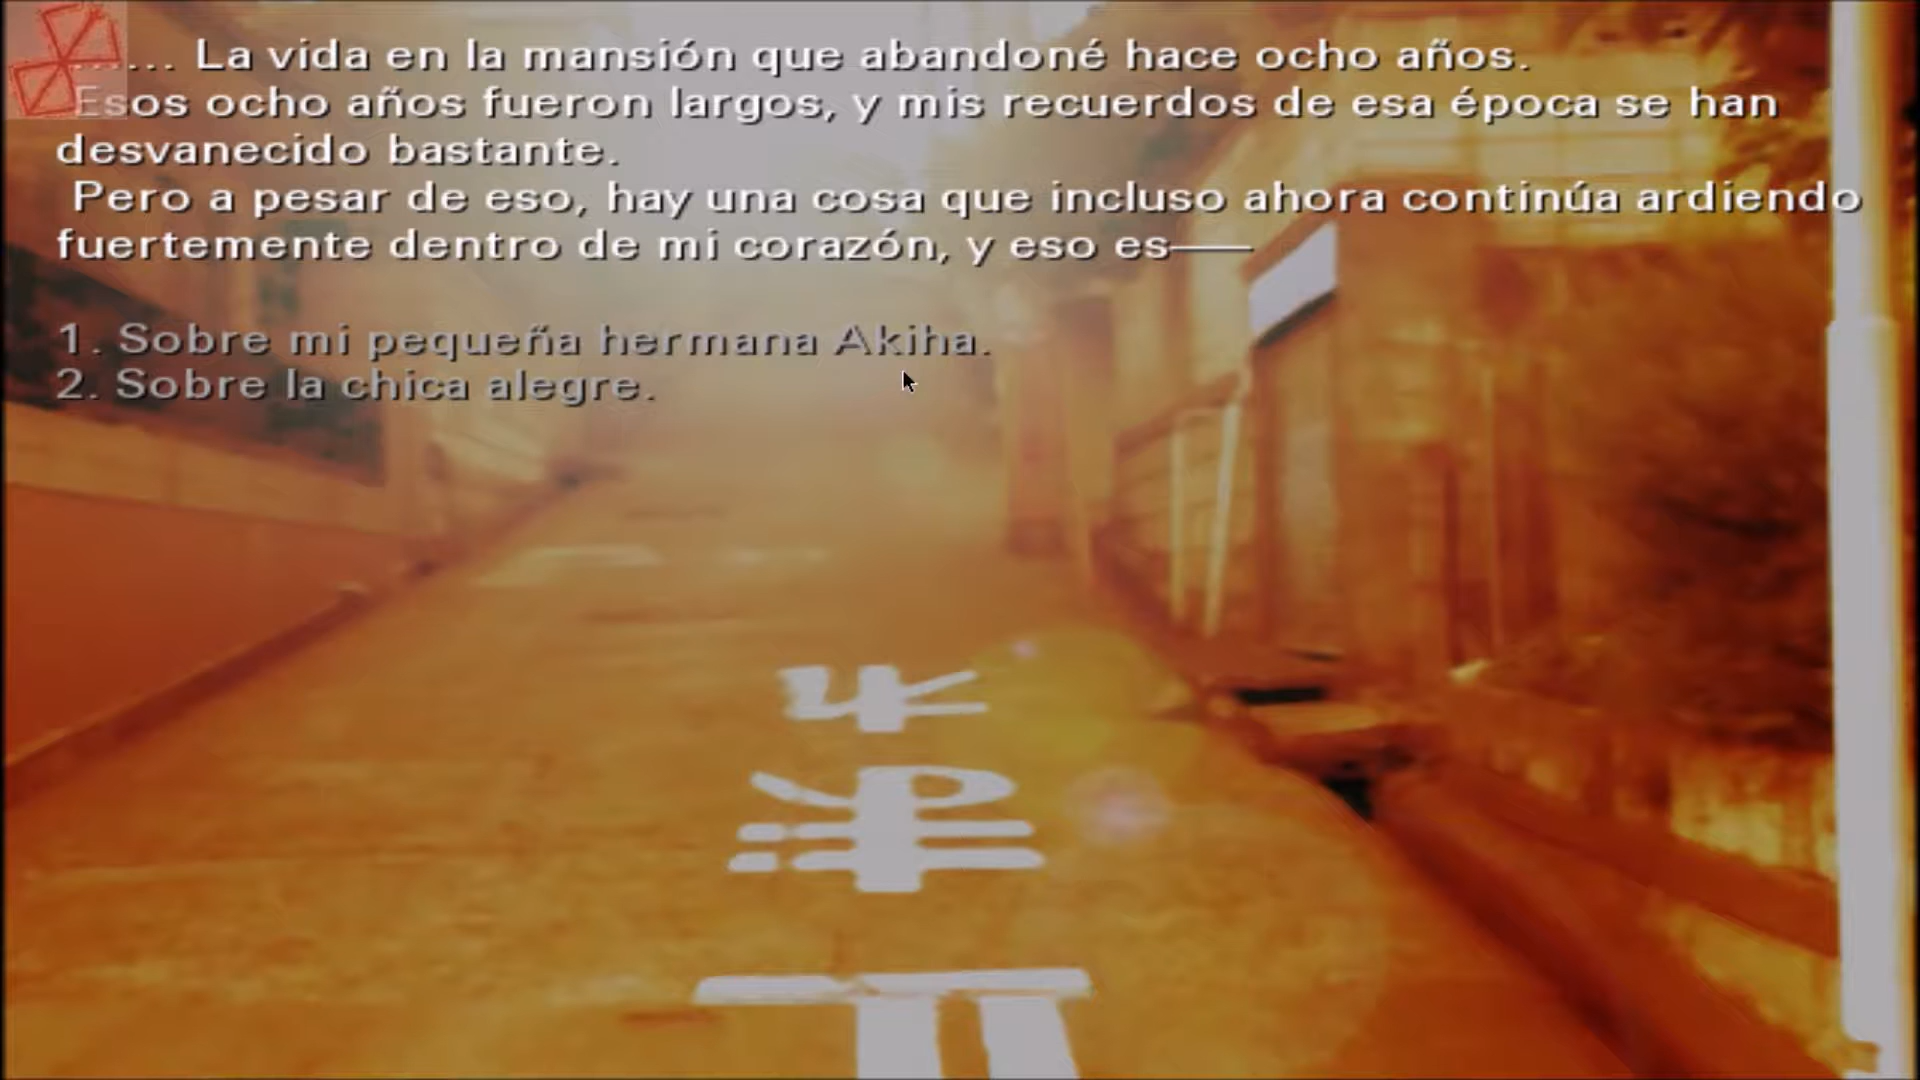 ...... La vida en la mansión que abandoné hace ocho años.
Esos ocho años fueron largos, y mis recuerdos de esa época se han
desvanecido bastante.
Pero a pesar de eso, hay una cosa que incluso ahora continúa ardiendo
fuertemente dentro de mi corazón, y eso es——
1. Sobre mi pequeña hermana Akiha.
2. Sobre la chica alegre.